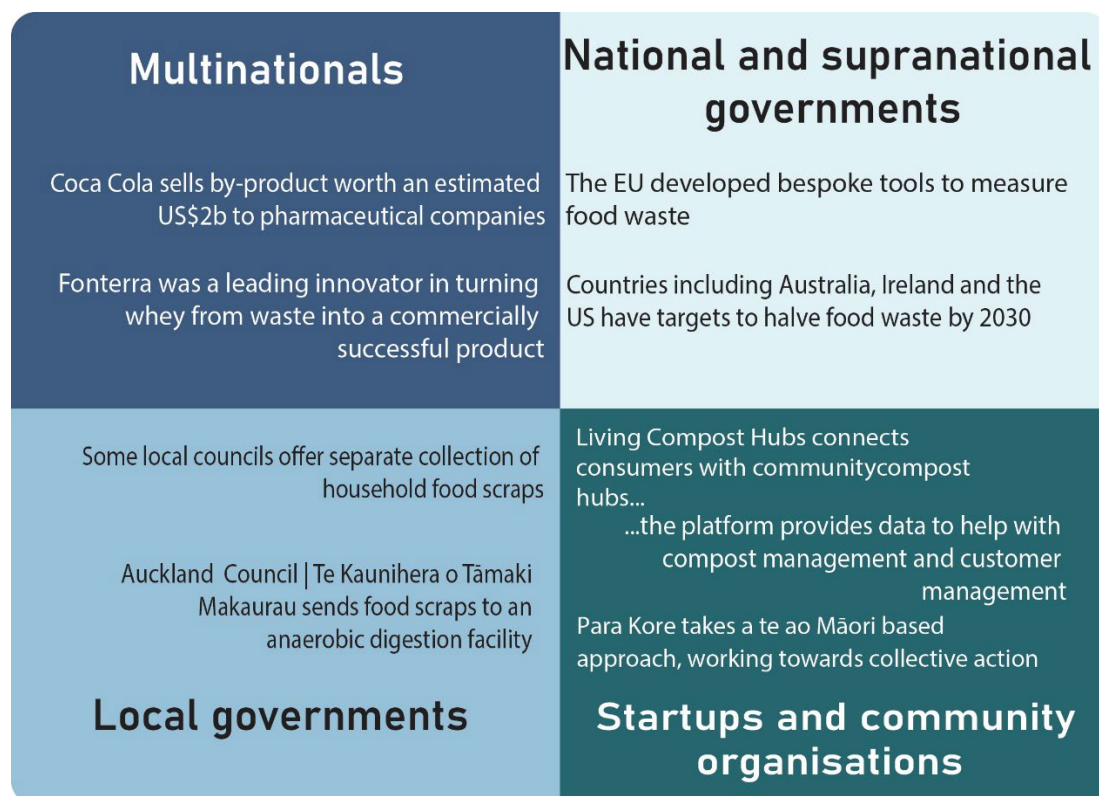 Multinationals
Coca Cola sells by-product worth an estimated
US$2b to pharmaceutical companies
Fonterra was a leading innovator in turning
whey from waste into a commercially
successful product
National and supranational
governments
The EU developed bespoke tools to measure
food waste
Countries including Australia, Ireland and the
US have targets to halve food waste by 2030
Some local councils offer separate collection of
household food scraps
Auckland Council | Te Kaunihera o Tāmaki
Makaurau sends food scraps to an
anaerobic digestion facility
Local governments
Living Compost Hubs connects
consumers with communitycompost
hubs...
...the platform provides data to help with
compost management and customer
management
Para Kore takes a te ao Māori based
approach, working towards collective action
Startups and community
organisations